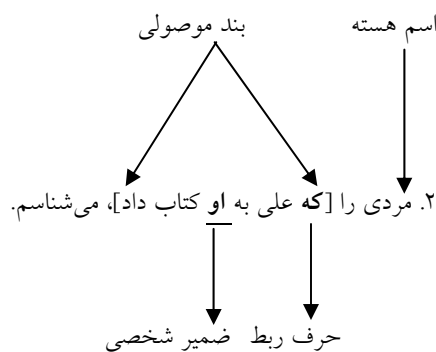 اسم هسته بند موصولی
۲. مردی را [که علی به او کتاب داد]، می‌شناسم.
حرف ربط ضمیر شخصی